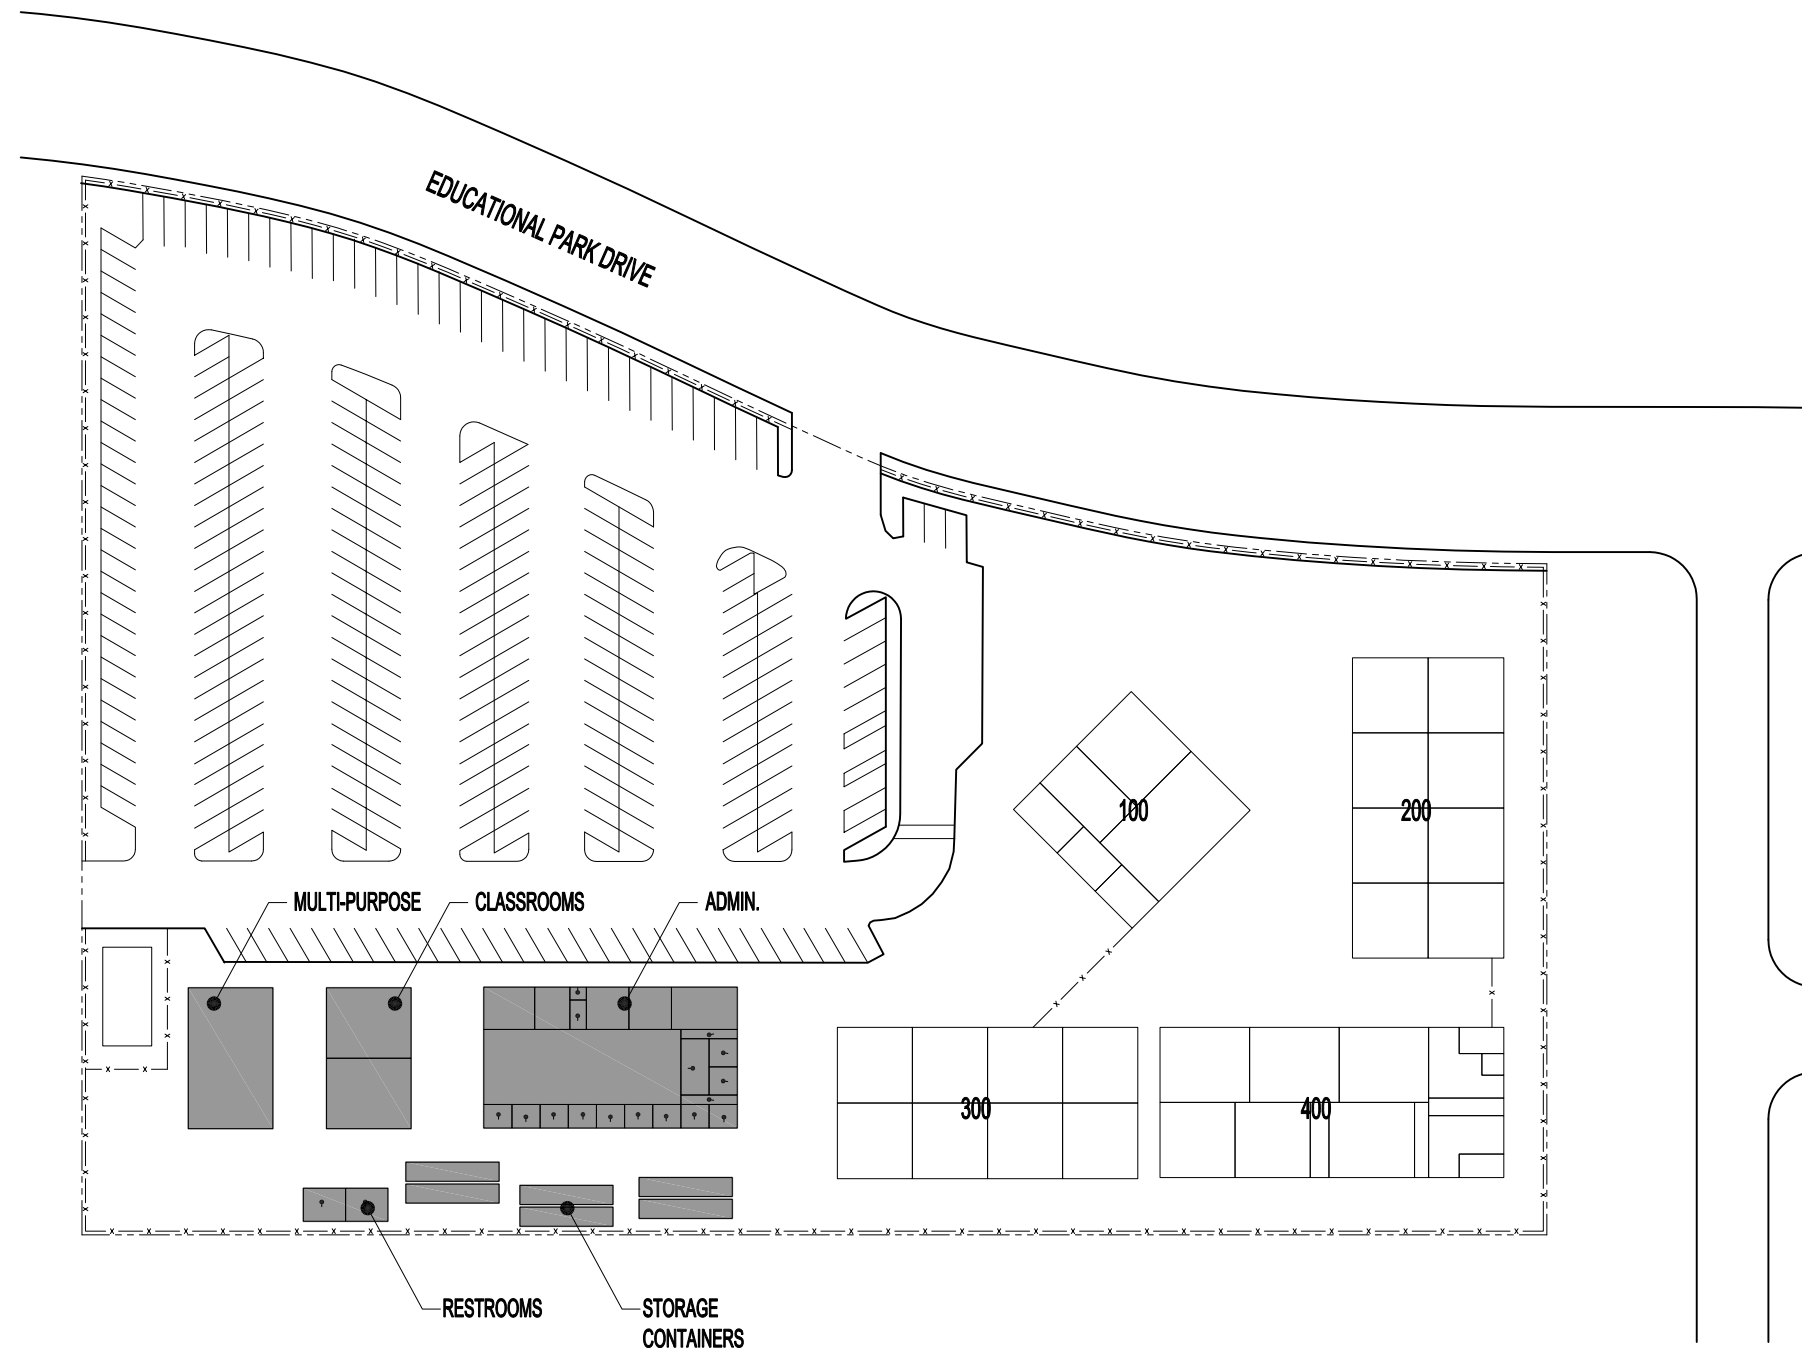 EDUCATIONAL PARK DRIVE
100
200
MULTI-PURPOSE
CLASSROOMS
ADMIN.
300
400
RESTROOMS
STORAGE
CONTAINERS